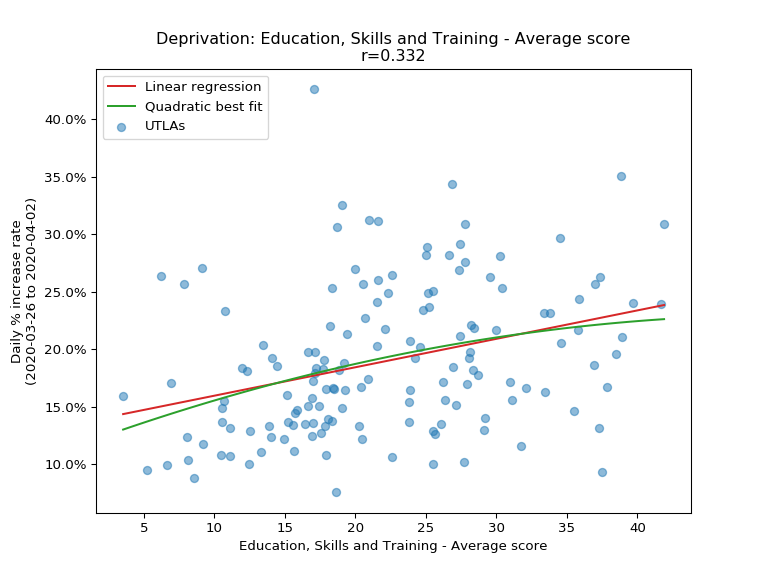 Deprivation: Education, Skills and Training - Average score
r=0.332
Linear regression
Quadratic best fit
UTLAs
40.0%
35.0%
30.0%
25.0%
20.0%
15.0%
10.0%
Daily % increase rate
(2020-03-26 to 2020-04-02)
5 10 15 20 25 30 35 40
Education, Skills and Training - Average score